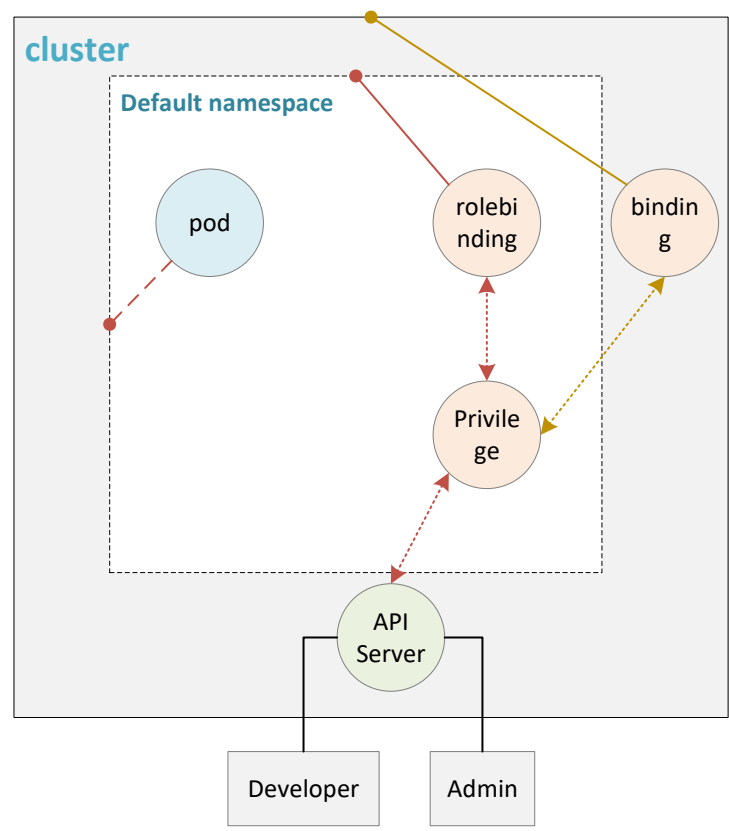 cluster
Default namespace
pod
rolebi
nding
bindin
g
Privile
ge
API
Server
Developer
Admin